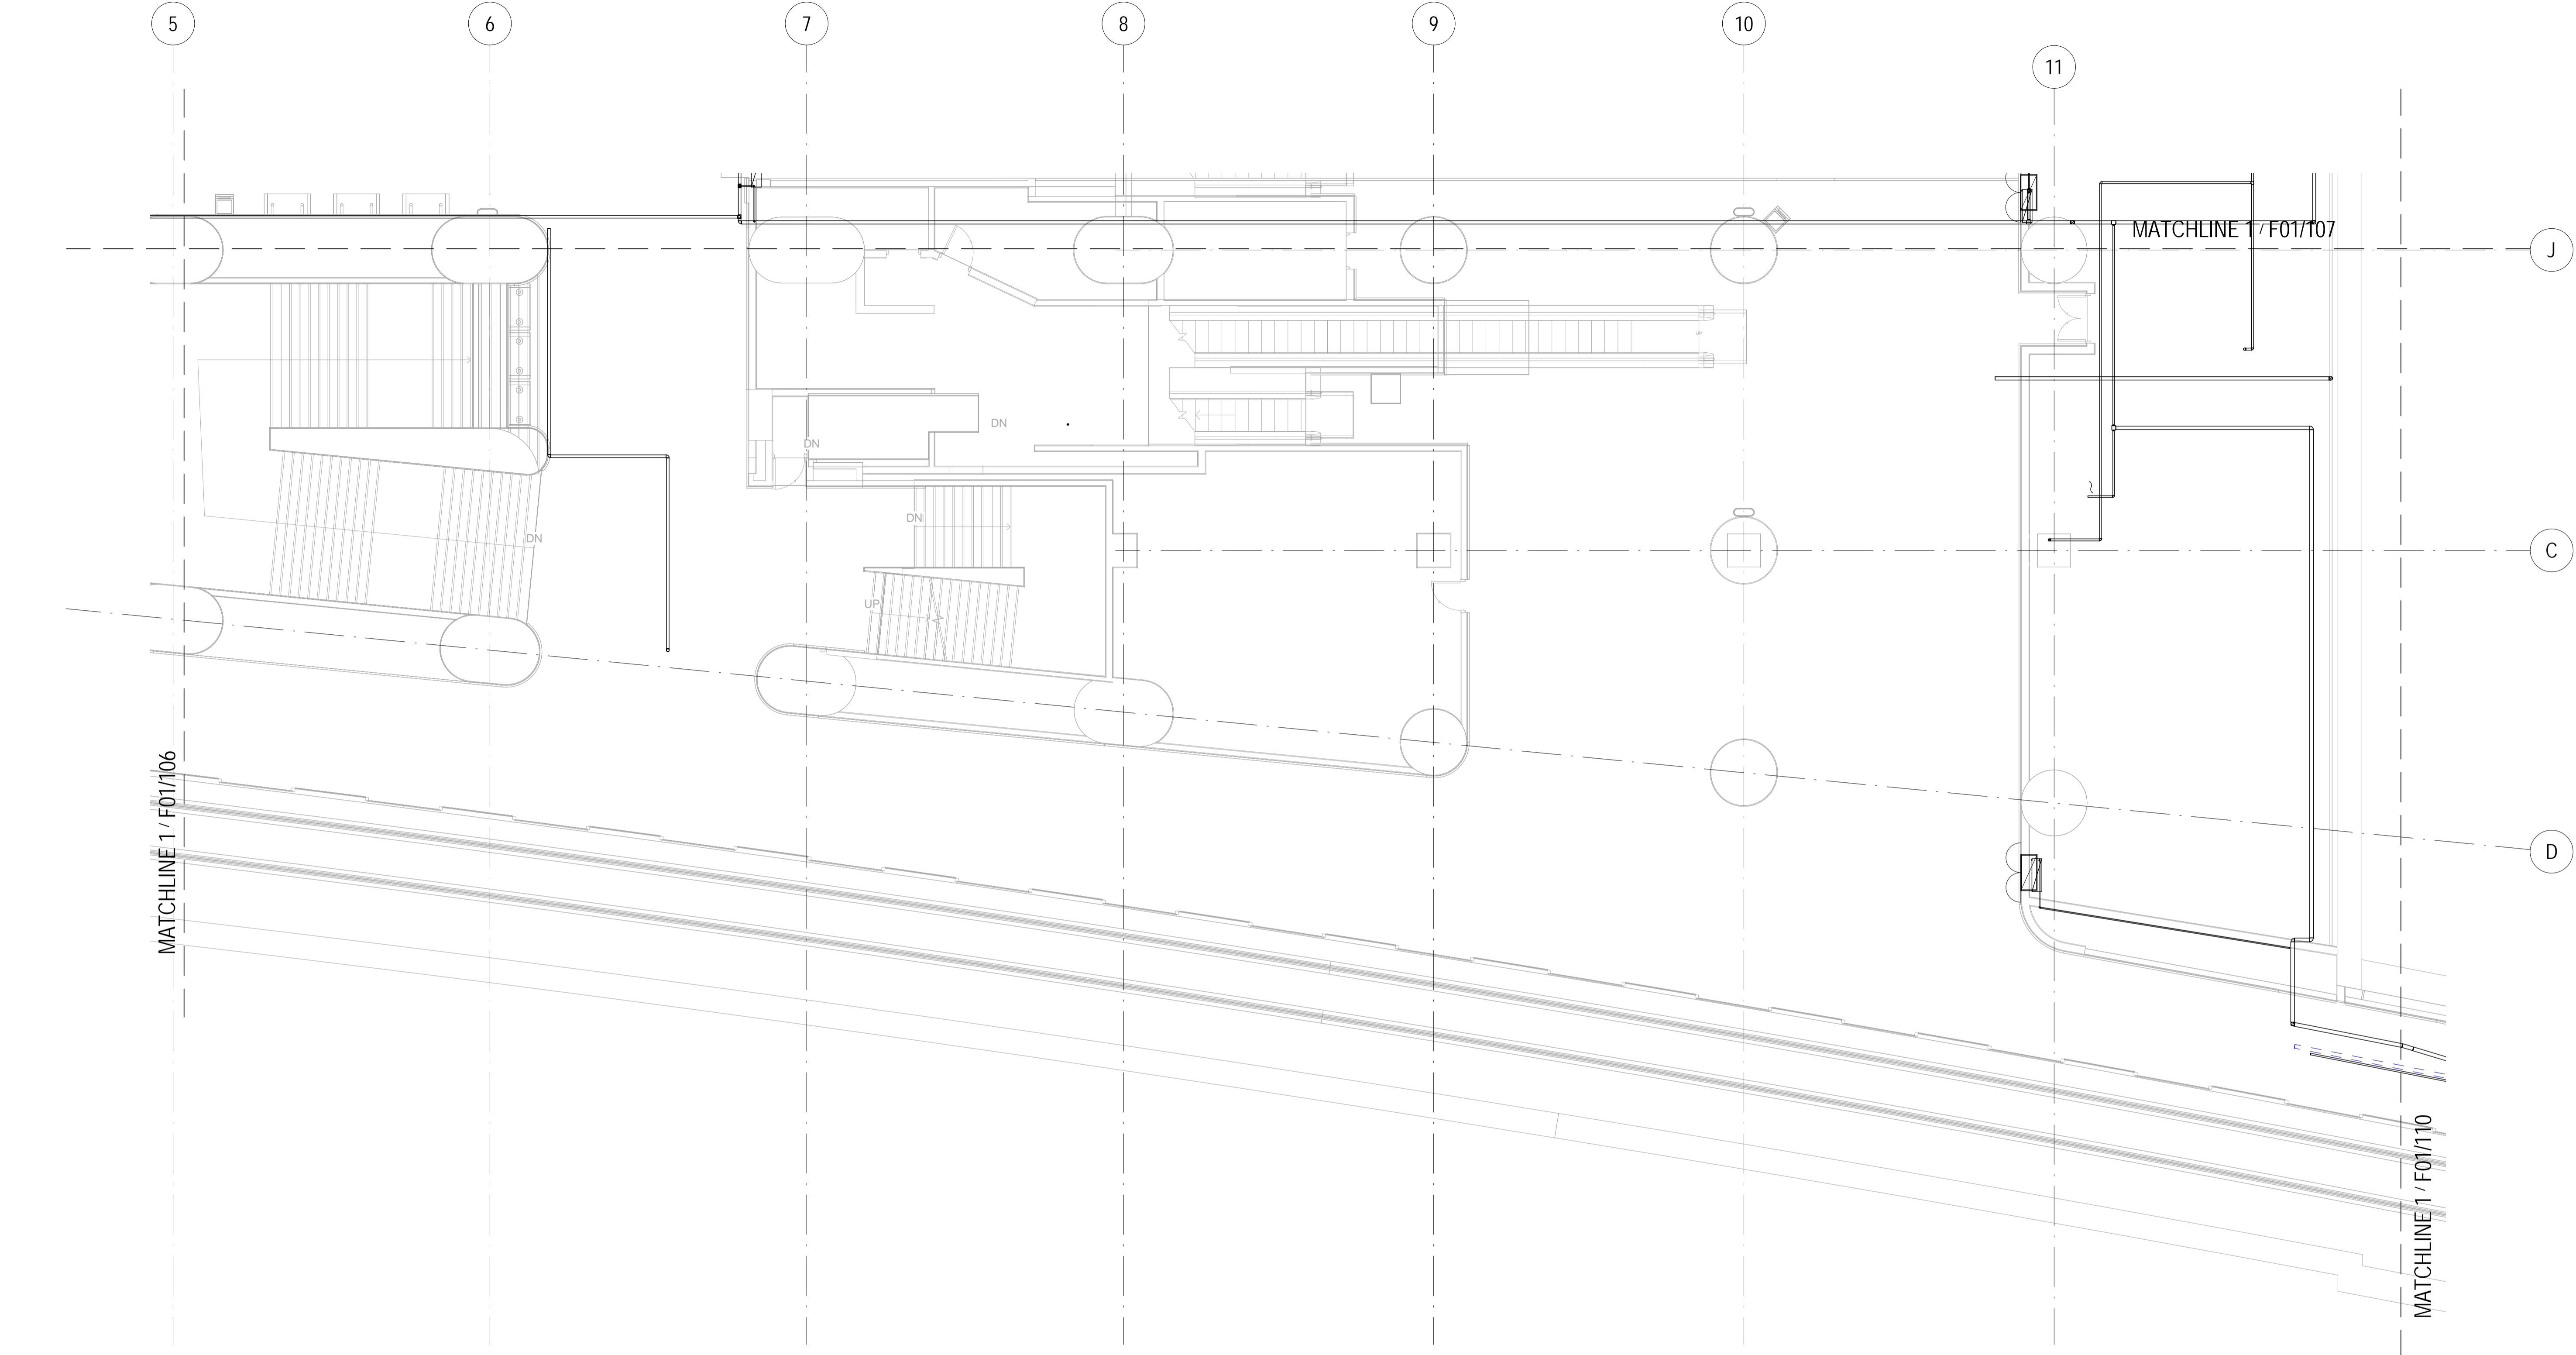 5
6
7
8
9
10
11
MATCHLINE 1 / F01/107
J
DN
DN
DN
DN
C
UP
D
MATCHLINE 1 / F01/106
MATCHLINE 1 / F01/110